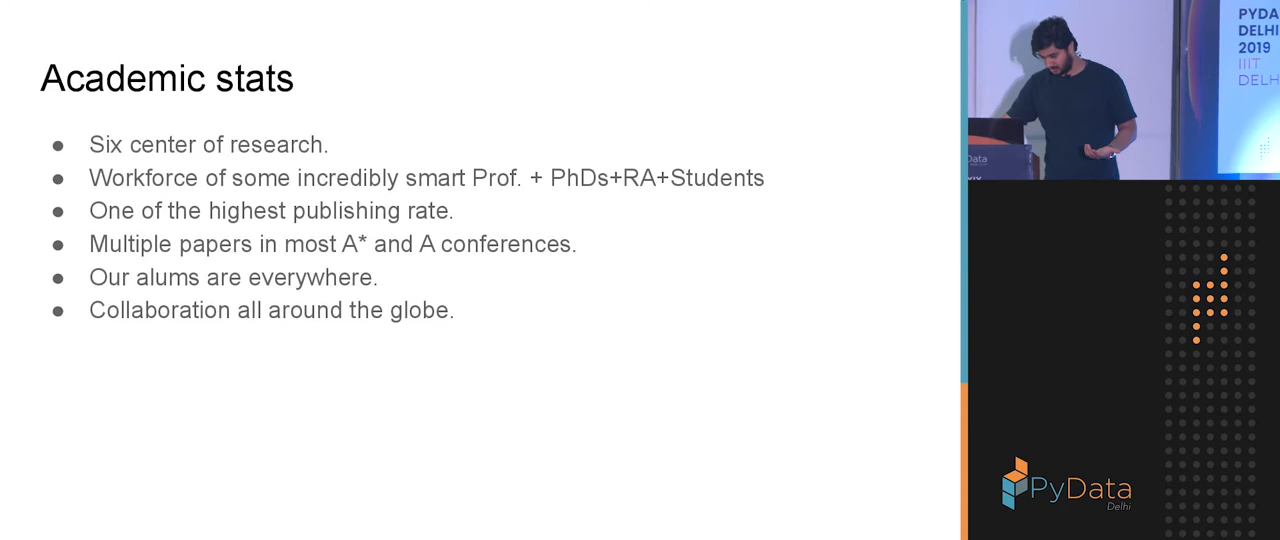 Academic stats
● Six center of research.
● Workforce of some incredibly smart Prof. + PhDs+RA+Students
● One of the highest publishing rate.
● Multiple papers in most A* and A conferences.
● Our alums are everywhere.
● Collaboration all around the globe.
PYDA
DELHI
2019
IIIT
DELH
Data
PyData
Delhi